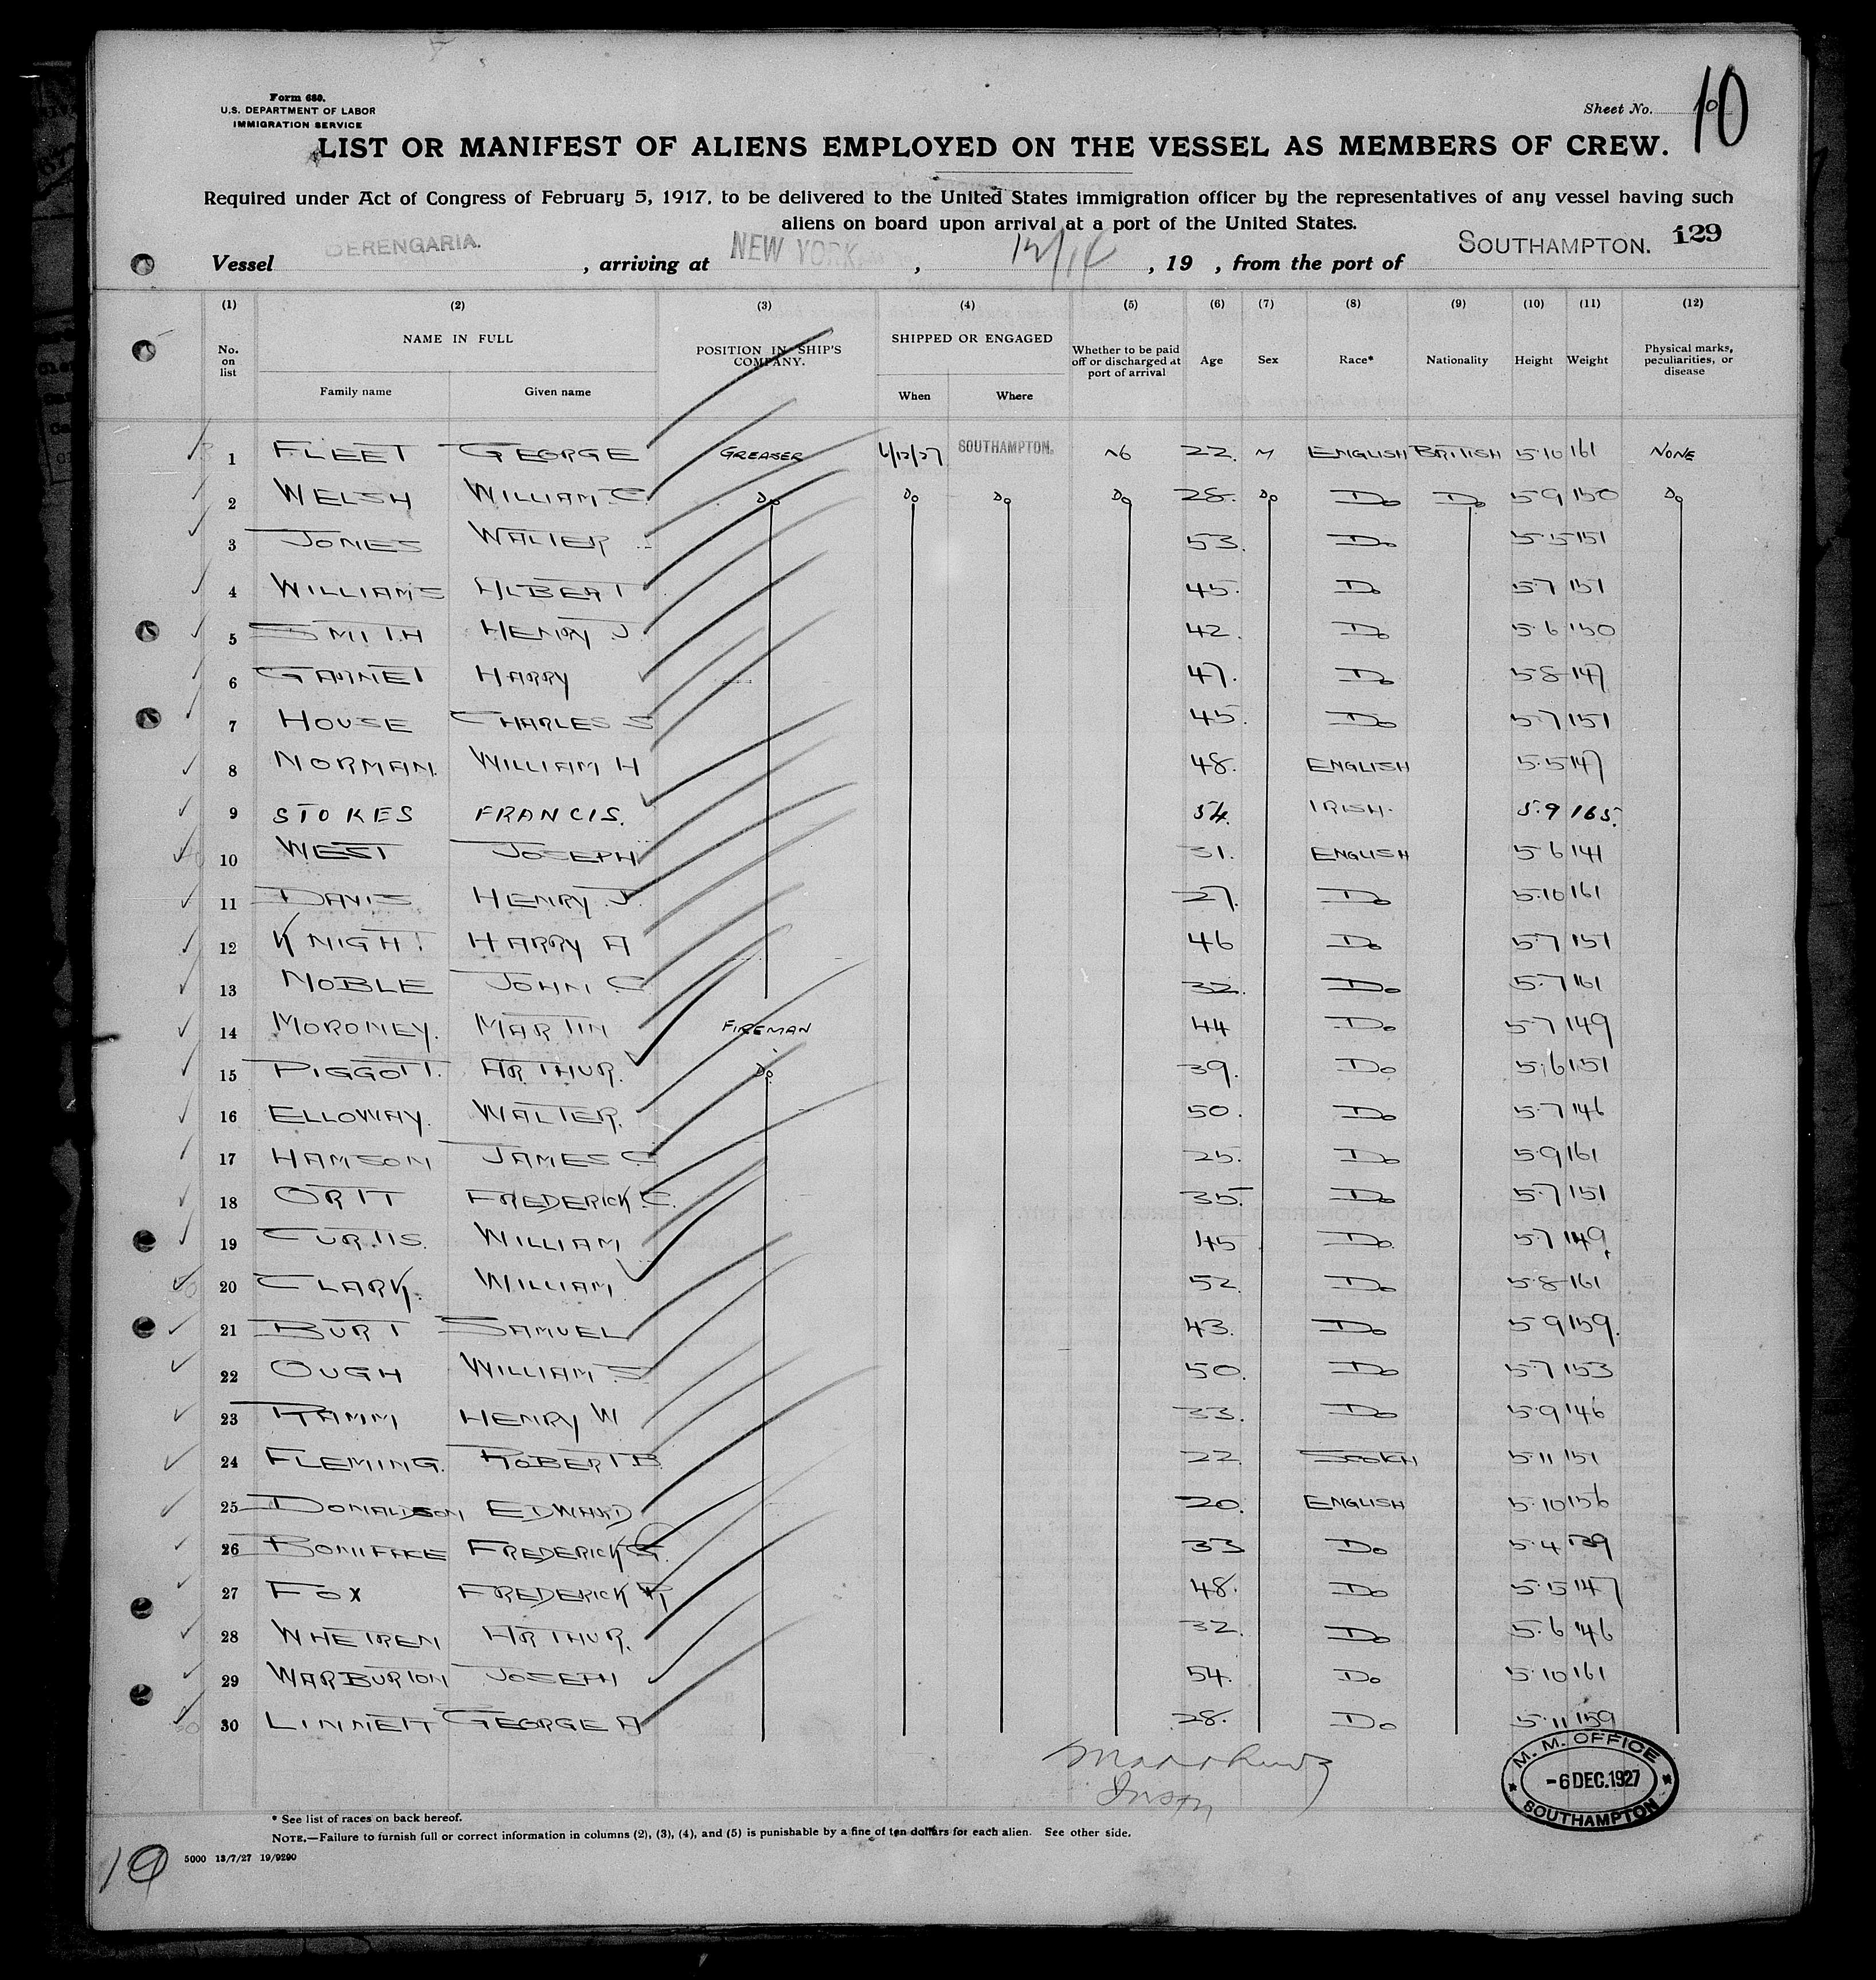 Form 680.
U.S. DEPARTMENT OF LABOR
IMMIGRATION SERVICE
Sheet No. 10
10
LIST OR MANIFEST OF ALIENS EMPLOYED ON THE VESSEL AS MEMBERS OF CREW.
Required under Act of Congress of February 5, 1917, to be delivered to the United States immigration officer by the representatives of any vessel having such
aliens on board upon arrival at a port of the United States.
129
Vessel BERENGARIA. , arriving at NEW YORK. , 12/14 , 19 , from the port of SOUTHAMPTON.
(1) (2) (3) (4) (5) (6) (7) (8) (9) (10) (11) (12)
No. on list NAME IN FULL POSITION IN SHIP'S COMPANY. SHIPPED OR ENGAGED Whether to be paid off or discharged at port of arrival Age Sex Race* Nationality Height Weight Physical marks, peculiarities, or disease
Family name Given name When Where
1 FLEET GEORGE GREASER 6/12/27 SOUTHAMPTON. NO 22. M ENGLISH BRITISH 5.10 161 NONE
2 WELSH WILLIAM.C. Do Do Do Do 28. Do Do Do 5.9 150 Do
3 JONES WALTER 53. Do 5.5 151
4 WILLIAMS ALBERT 45. Do 5.7 151
5 SMITH HENRY J. 42. Do 5.6 150
6 GARNET HARRY 47. Do 5.8 147
7 HOUSE CHARLES S 45. Do 5.7 151
8 NORMAN. WILLIAM H 48. ENGLISH 5.5 147
9 STOKES FRANCIS. 54. IRISH. 5.9 165.
10 WEST JOSEPH 31. ENGLISH 5.6 141
11 DAVIS HENRY J. 27. Do 5.10 161
12 KNIGHT HARRY A 46 Do 5.7 151
13 NOBLE JOHN C 32. Do 5.7 161
14 MORONEY. MARTIN FIREMAN 44 Do 5.7 149
15 PIGGOTT. ARTHUR. Do 39. Do 5.6 151
16 ELLOWAY. WALTER. 50. Do 5.7 146
17 HAMSON JAMES C 25. Do 5.9 161
18 ORTT FREDERICK.C. 35. Do 5.7 151
19 CURTIS. WILLIAM 45 Do. 5.7 149
20 CLARK. WILLIAM 52. Do 5.8 161
21 BURT SAMUEL 43. Do 5.9 159.
22 OUGH WILLIAM S 50. Do 5.7 153
23 RAMM HENRY W 33. Do 5.9 146
24 FLEMING. ROBERT.B. 22. SCOTCH 5.11 151
25 DONALDSON EDWARD 20. ENGLISH 5.10 156
26 BONIFACE FREDERICK G. 33 Do 5.4 139
27 FOX FREDERICK R 48. Do 5.5 147
28 WHETREN ARTHUR. 32. Do 5.6 146
29 WARBURTON JOSEPH 54. Do 5.10 161
30 LINNETT GEORGE A 28. Do 5.11 159
M. M. OFFICE
-6 DEC. 1927
SOUTHAMPTON
* See list of races on back hereof.
NOTE.—Failure to furnish full or correct information in columns (2), (3), (4), and (5) is punishable by a fine of ten dollars for each alien. See other side.
5000 13/7/27 19/9290
10